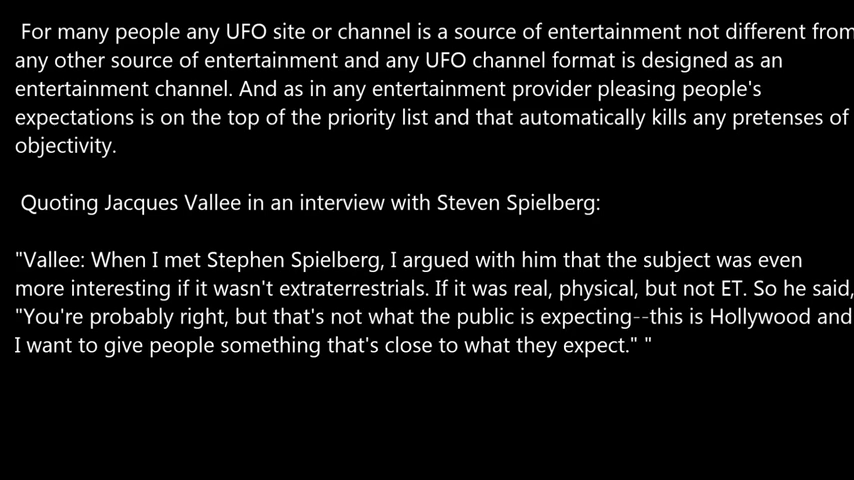 For many people any UFO site or channel is a source of entertainment not different from
any other source of entertainment and any UFO channel format is designed as an
entertainment channel. And as in any entertainment provider pleasing people's
expectations is on the top of the priority list and that automatically kills any pretenses of
objectivity.
Quoting Jacques Vallee in an interview with Steven Spielberg:
"Vallee: When I met Stephen Spielberg, I argued with him that the subject was even
more interesting if it wasn't extraterrestrials. If it was real, physical, but not ET. So he said,
"You're probably right, but that's not what the public is expecting--this is Hollywood and
I want to give people something that's close to what they expect." "